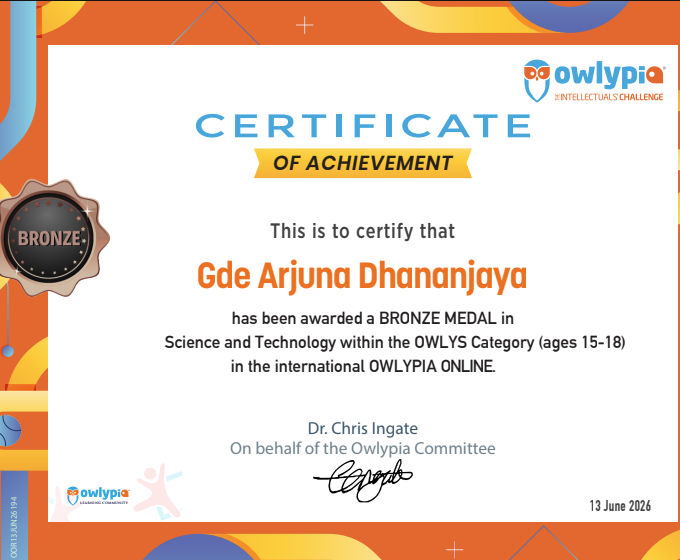 owlypia
THE INTELLECTUALS' CHALLENGE
CERTIFICATE
OF ACHIEVEMENT
BRONZE
This is to certify that
Gde Arjuna Dhananjaya
has been awarded a BRONZE MEDAL in
Science and Technology within the OWLYS Category (ages 15-18)
in the international OWLYPIA ONLINE.
Dr. Chris Ingate
On behalf of the Owlypia Committee
owlypia
LEARNING COMMUNITY
13 June 2026